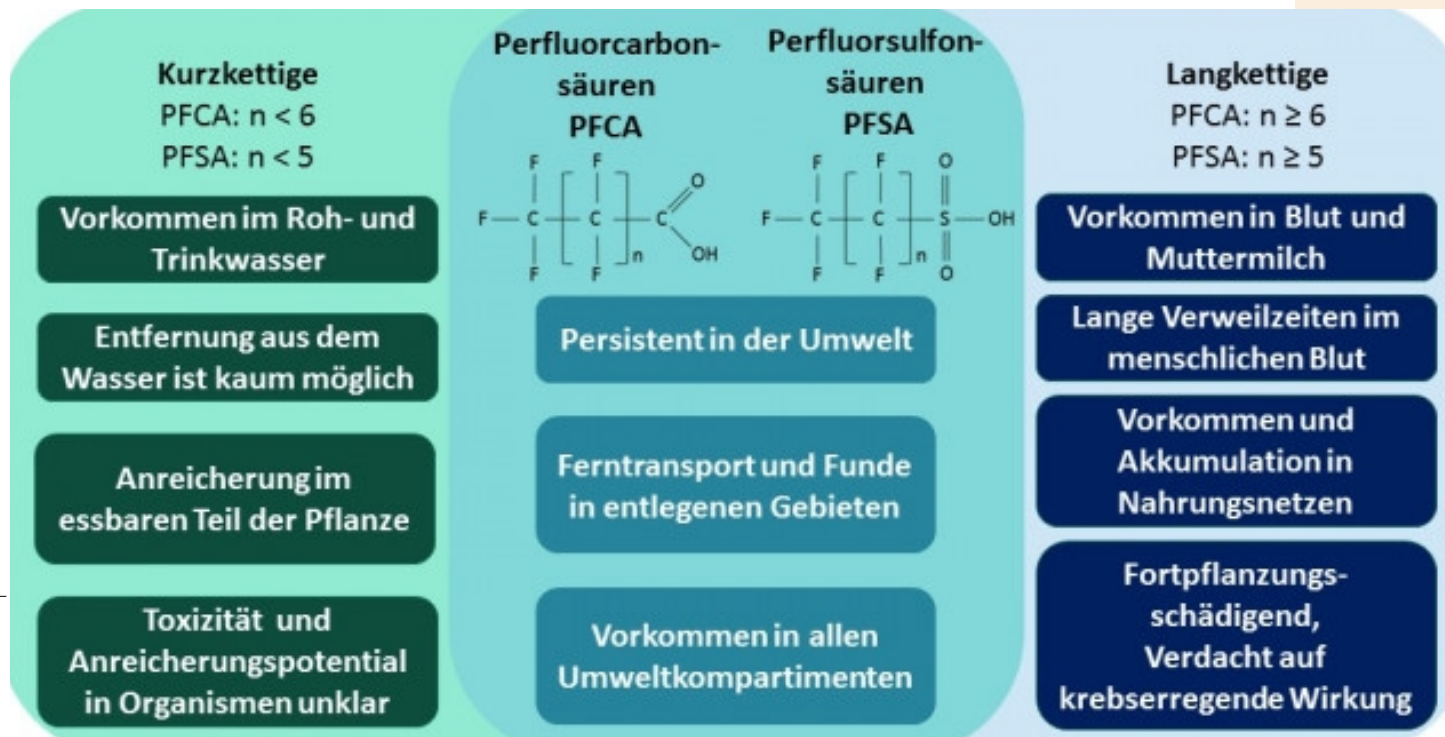 Kurzkettige
PFCA: n < 6
PFSA: n < 5
Vorkommen im Roh- und
Trinkwasser
Entfernung aus dem
Wasser ist kaum möglich
Anreicherung im
essbaren Teil der Pflanze
Toxizität und
Anreicherungspotential
in Organismen unklar
Perfluorcarbon-
säuren
PFCA
F F
F C C C O
n OH
F F
Perfluorsulfon-
säuren
PFSA
F F O
F C C S OH
n
F F O
Persistent in der Umwelt
Ferntransport und Funde
in entlegenen Gebieten
Vorkommen in allen
Umweltkompartimenten
Langkettige
PFCA: n ≥ 6
PFSA: n ≥ 5
Vorkommen in Blut und
Muttermilch
Lange Verweilzeiten im
menschlichen Blut
Vorkommen und
Akkumulation in
Nahrungsnetzen
Fortpflanzungs-
schädigend,
Verdacht auf
krebserregende Wirkung